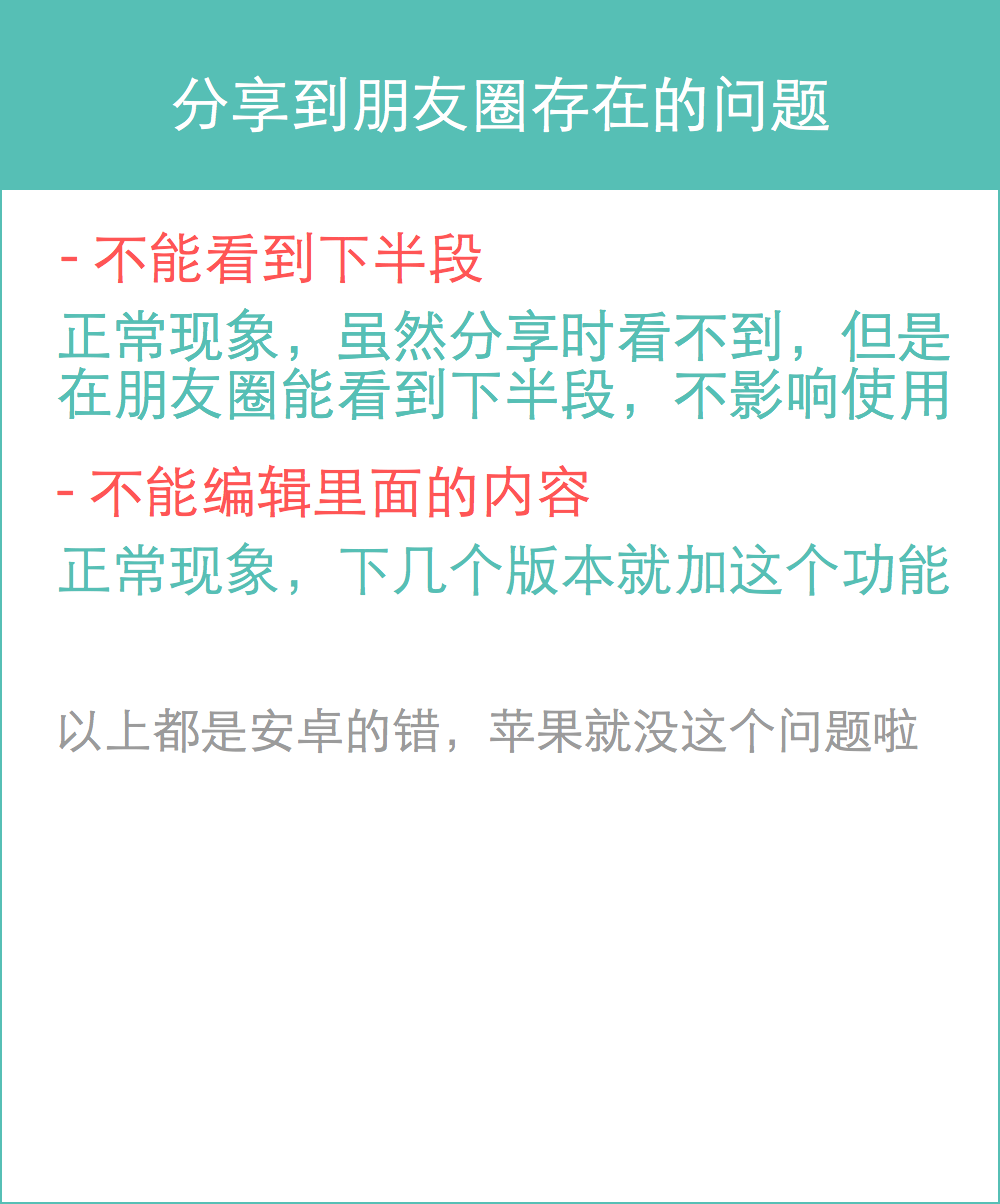 分享到朋友圈存在的问题
- 不能看到下半段
正常现象，虽然分享时看不到，但是
在朋友圈能看到下半段，不影响使用
- 不能编辑里面的内容
正常现象，下几个版本就加这个功能
以上都是安卓的错，苹果就没这个问题啦